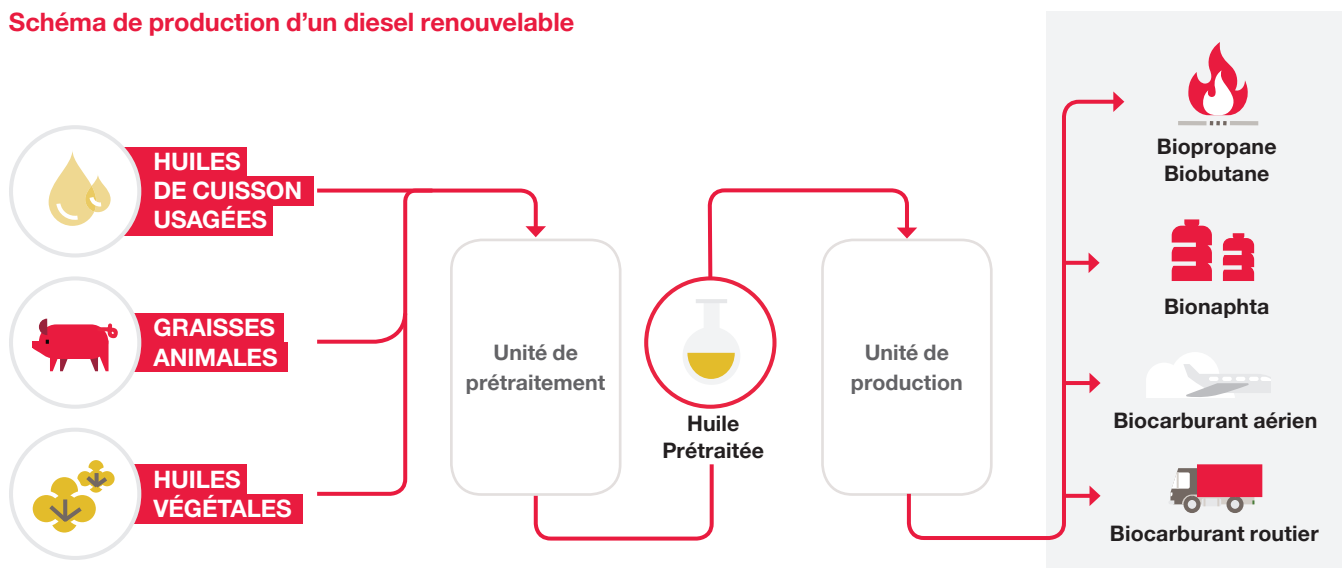 Schéma de production d'un diesel renouvelable
HUILES
DE CUISSON
USAGÉES
GRAISSES
ANIMALES
HUILES
VÉGÉTALES
Unité de
prétraitement
Huile
Prétraitée
Unité de
production
Biopropane
Biobutane
Bionaphta
Biocarburant aérien
Biocarburant routier